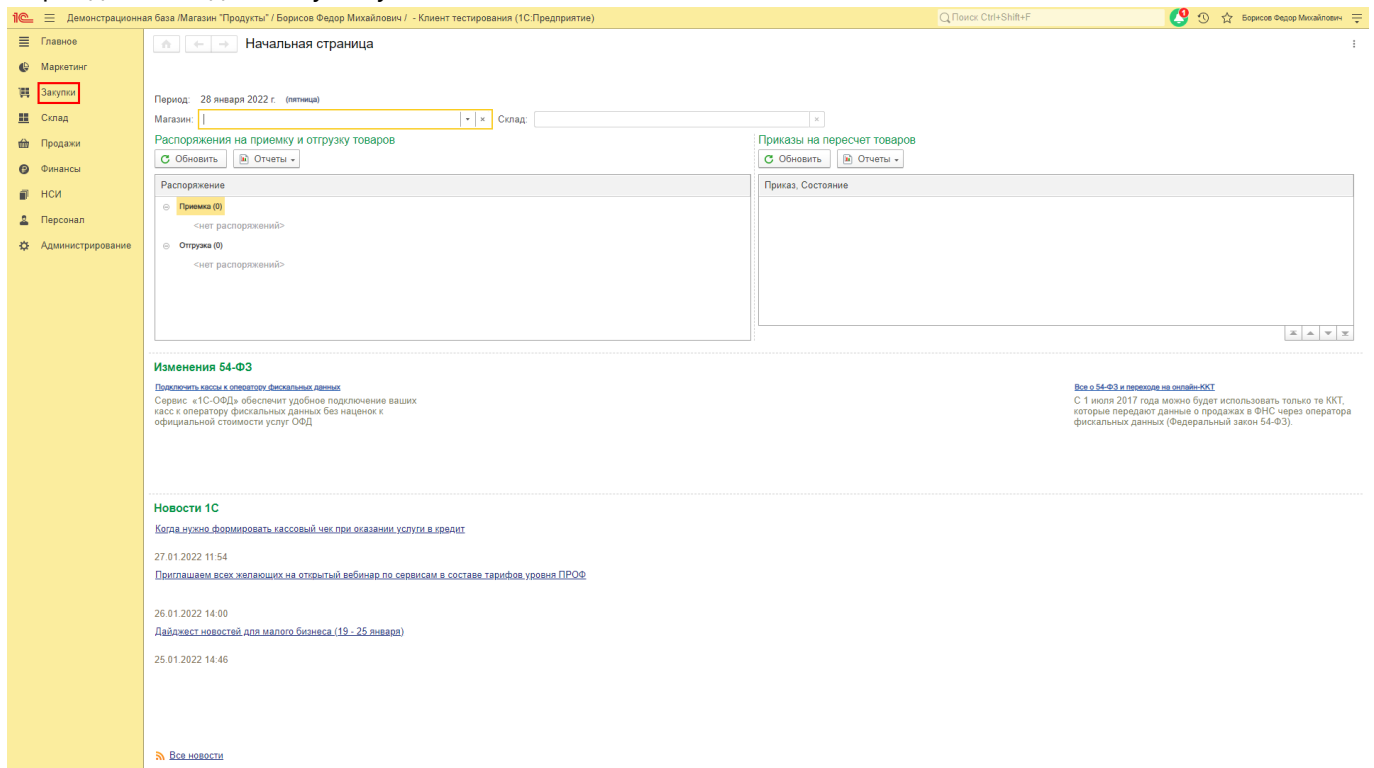 1С Демонстрационная база /Магазин "Продукты" / Борисов Федор Михайлович / - Клиент тестирования (1С:Предприятие) Поиск Ctrl+Shift+F 1 Борисов Федор Михайлович
Главное
Маркетинг
Закупки
Склад
Продажи
Финансы
НСИ
Персонал
Администрирование
Начальная страница
Период: 28 января 2022 г. (пятница)
Магазин: Склад:
Распоряжения на приемку и отгрузку товаров
Обновить Отчеты
Распоряжение
Приемка (0)
<нет распоряжений>
Отгрузка (0)
<нет распоряжений>
Приказы на пересчет товаров
Обновить Отчеты
Приказ, Состояние
Изменения 54-ФЗ
Подключить кассы к оператору фискальных данных
Сервис «1С-ОФД» обеспечит удобное подключение ваших
касс к оператору фискальных данных без наценок к
официальной стоимости услуг ОФД
Все о 54-ФЗ и переходе на онлайн-ККТ
С 1 июля 2017 года можно будет использовать только те ККТ,
которые передают данные о продажах в ФНС через оператора
фискальных данных (Федеральный закон 54-ФЗ).
Новости 1С
Когда нужно формировать кассовый чек при оказании услуги в кредит
27.01.2022 11:54
Приглашаем всех желающих на открытый вебинар по сервисам в составе тарифов уровня ПРОФ
26.01.2022 14:00
Дайджест новостей для малого бизнеса (19 - 25 января)
25.01.2022 14:46
Все новости